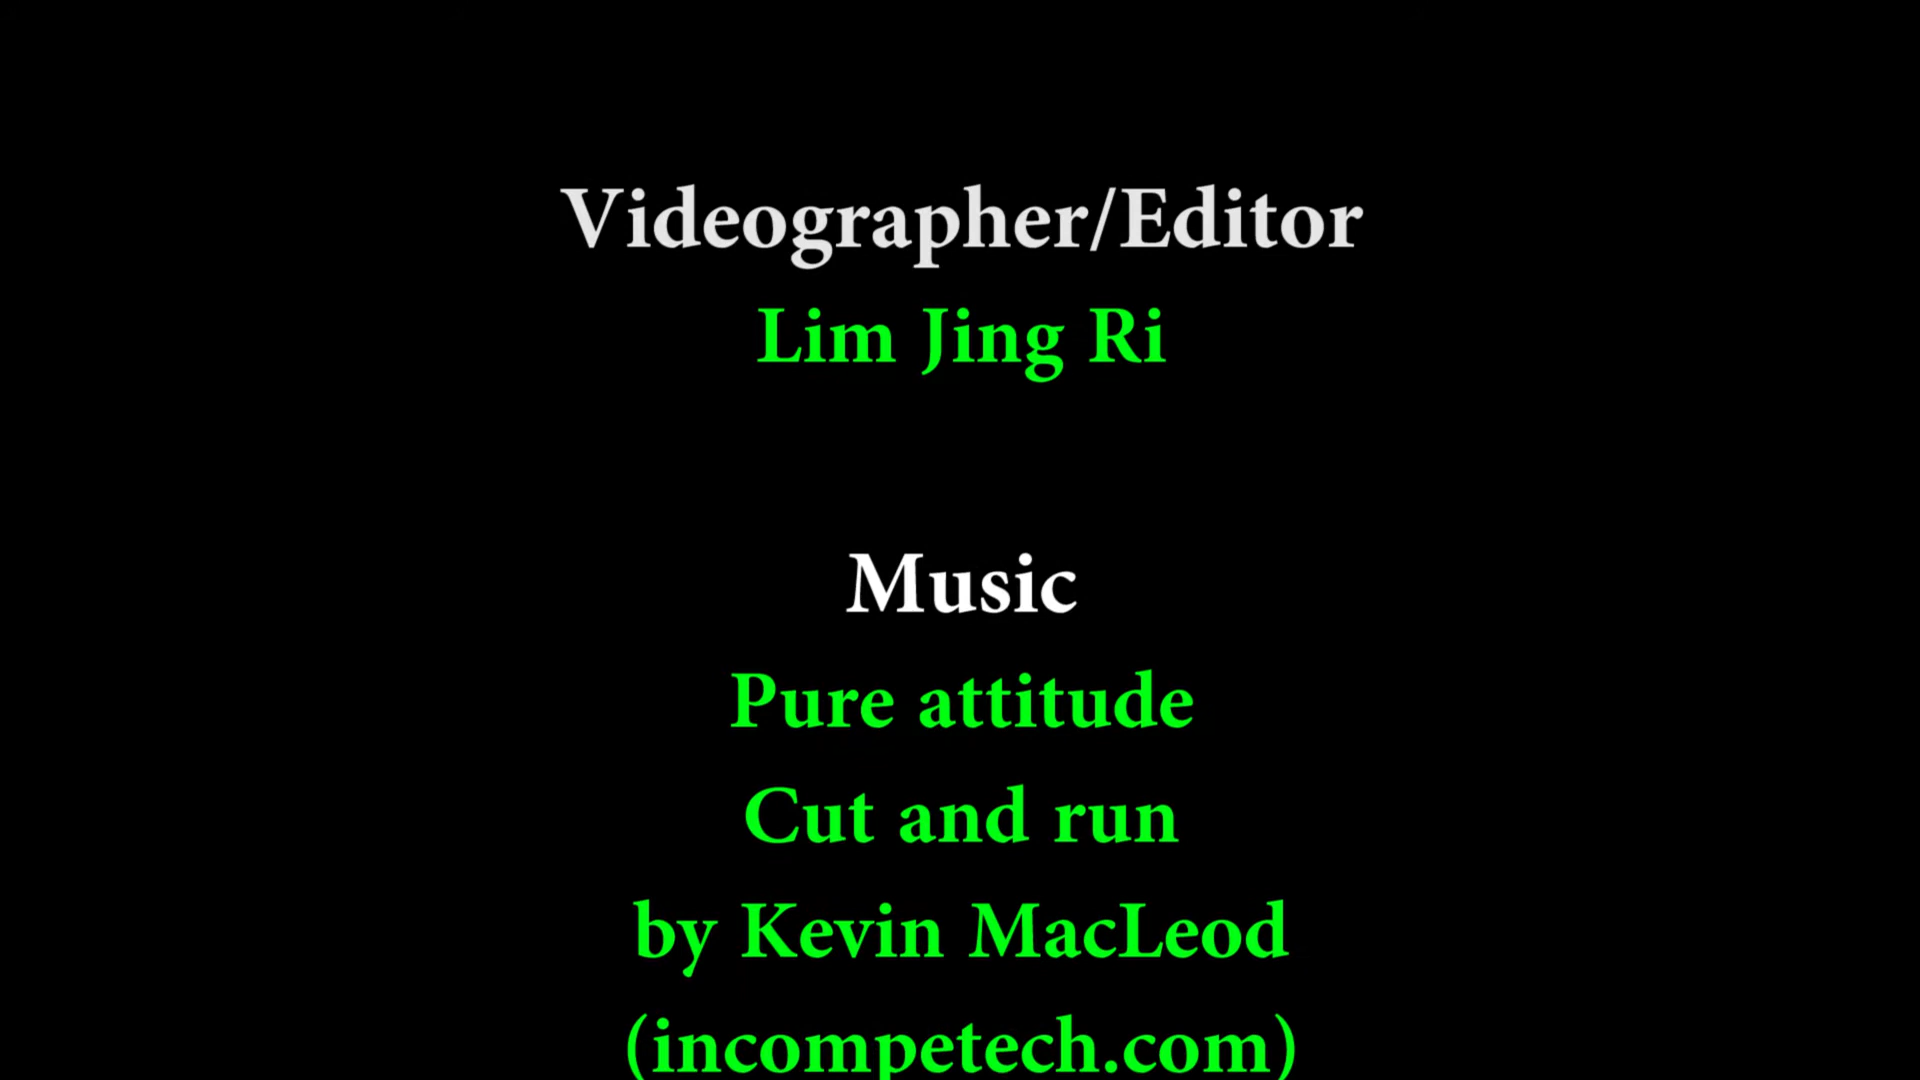 Videographer/Editor
Lim Jing Ri
Music
Pure attitude
Cut and run
by Kevin MacLeod
(incompetech.com)